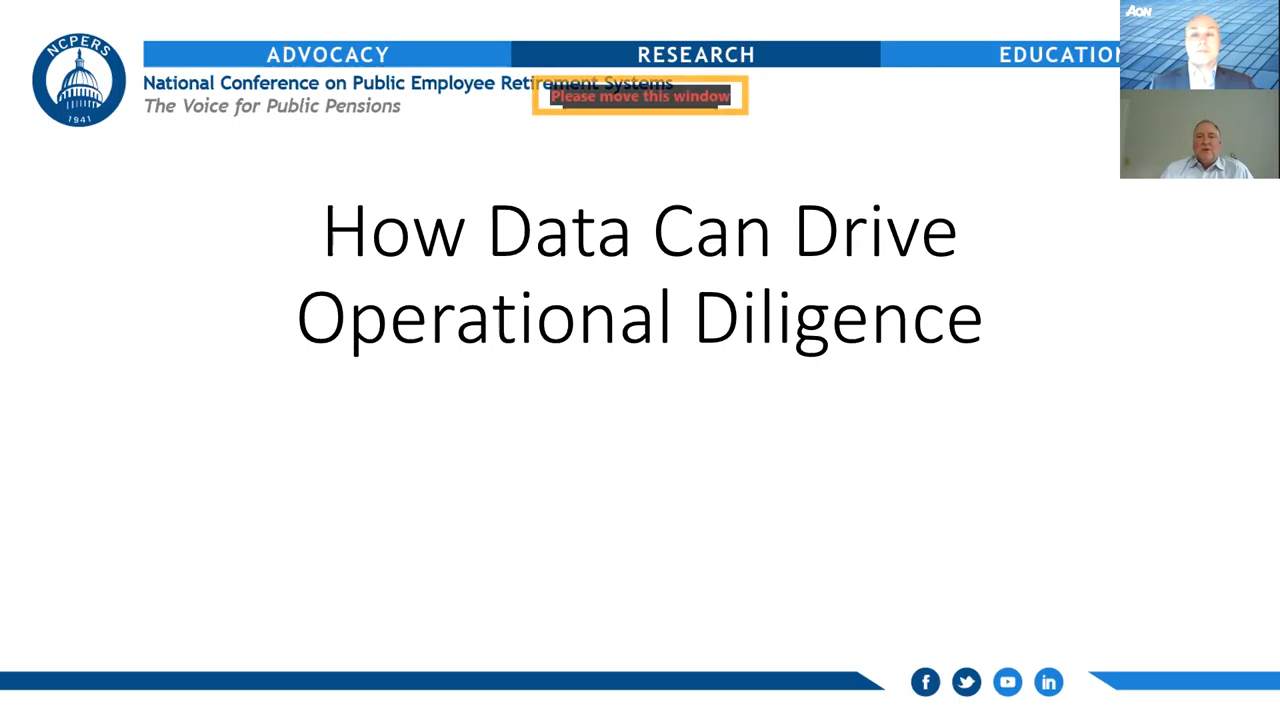 NCPERS
1941
ADVOCACY
RESEARCH
EDUCATION
AON
National Conference on Public Employee Retirement Systems
Please move this window
The Voice for Public Pensions
How Data Can Drive
Operational Diligence